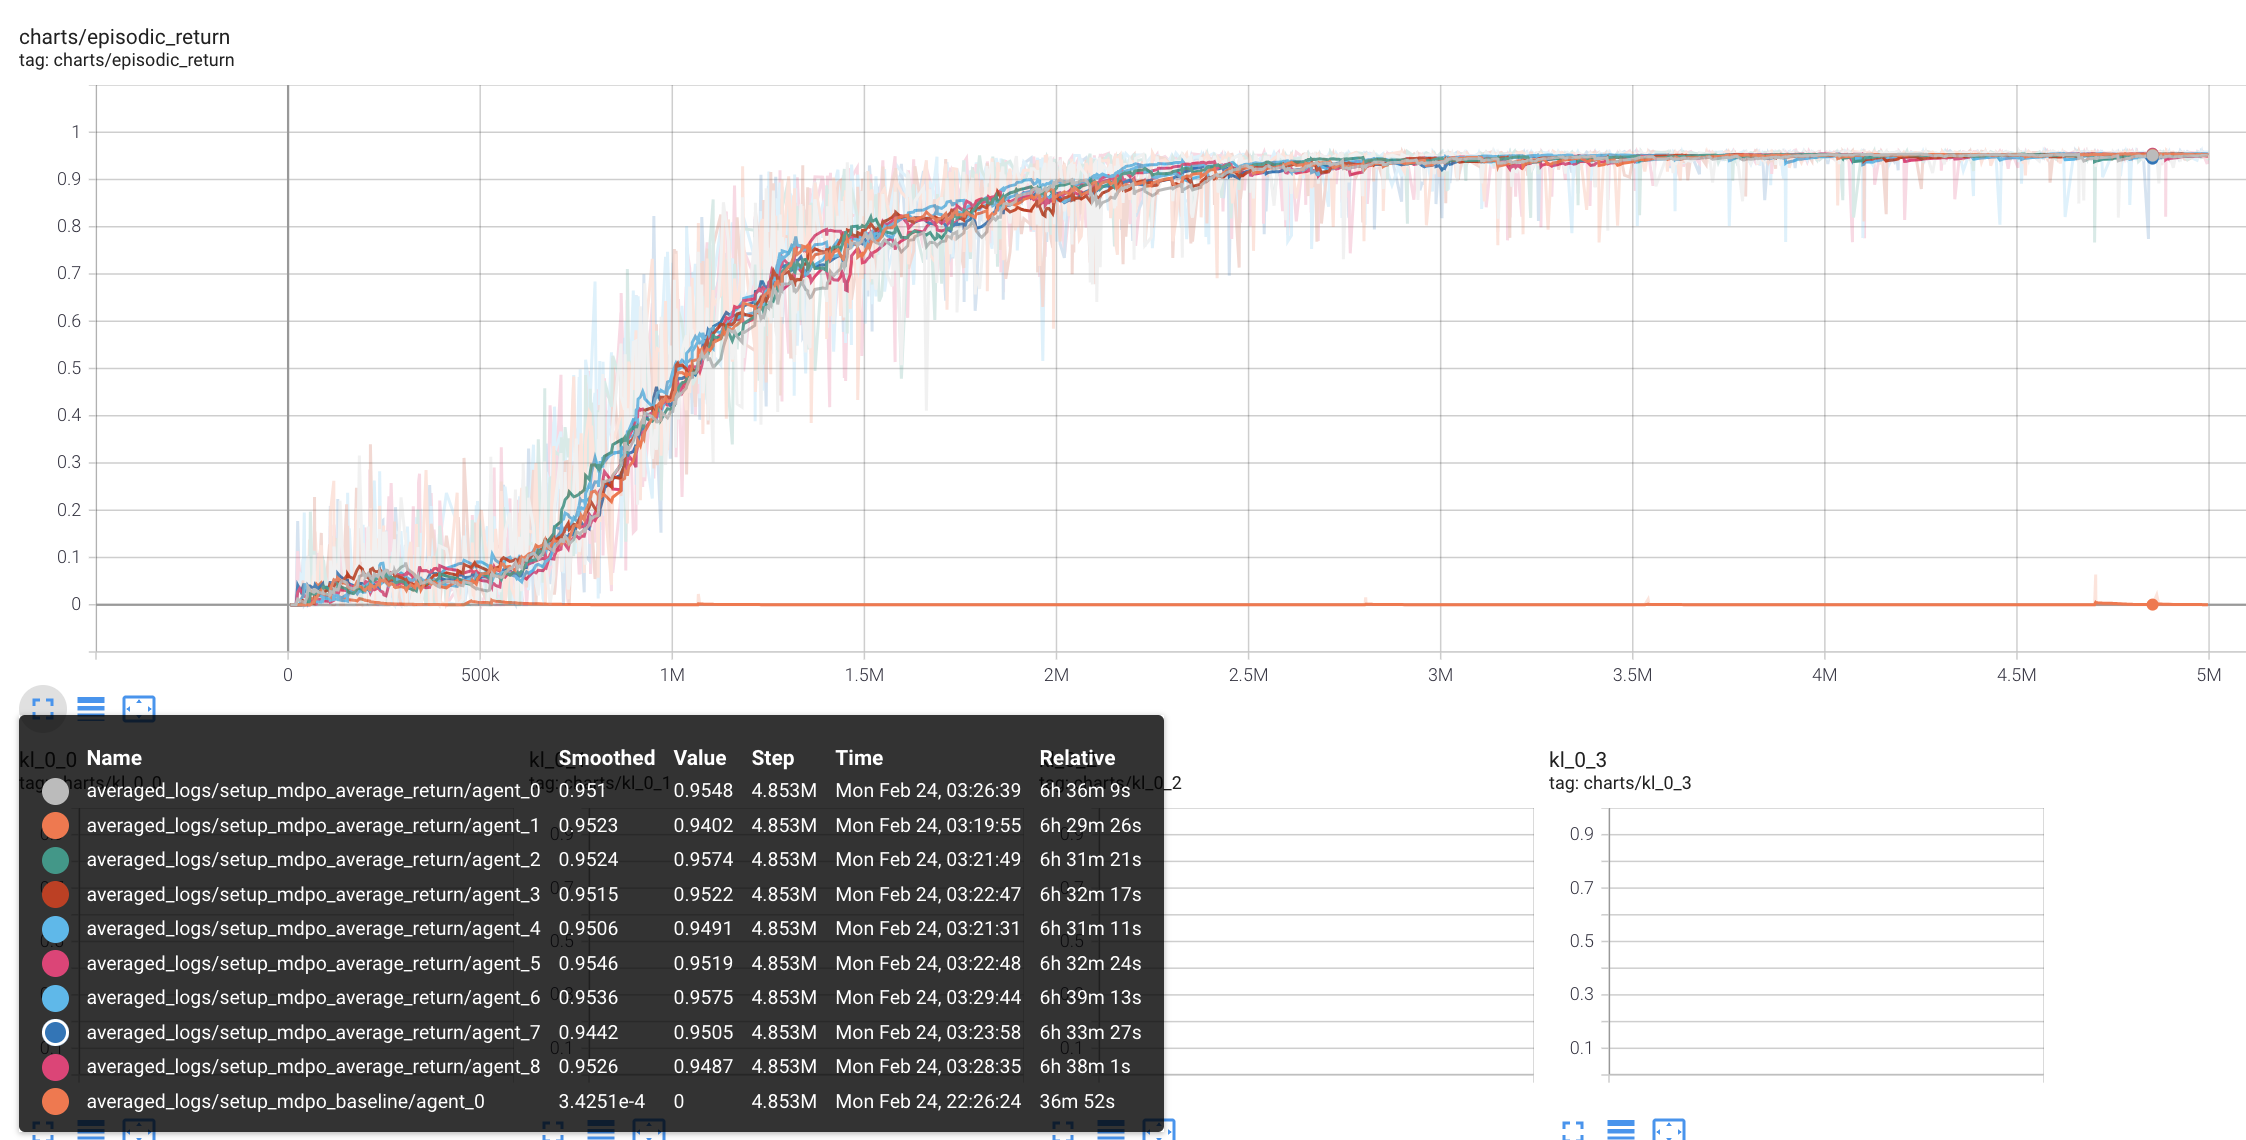 charts/episodic_return
tag: charts/episodic_return
1
0.9
0.8
0.7
0.6
0.5
0.4
0.3
0.2
0.1
0
0 500k 1M 1.5M 2M 2.5M 3M 3.5M 4M 4.5M 5M
kl_0_0 kl_0_3
tag: charts/kl_0_0 tag: charts/kl_0_1 tag: charts/kl_0_2 tag: charts/kl_0_3
Name Smoothed Value Step Time Relative
averaged_logs/setup_mdpo_average_return/agent_0 0.951 0.9548 4.853M Mon Feb 24, 03:26:39 6h 36m 9s
averaged_logs/setup_mdpo_average_return/agent_1 0.9523 0.9402 4.853M Mon Feb 24, 03:19:55 6h 29m 26s
averaged_logs/setup_mdpo_average_return/agent_2 0.9524 0.9574 4.853M Mon Feb 24, 03:21:49 6h 31m 21s
averaged_logs/setup_mdpo_average_return/agent_3 0.9515 0.9522 4.853M Mon Feb 24, 03:22:47 6h 32m 17s
averaged_logs/setup_mdpo_average_return/agent_4 0.9506 0.9491 4.853M Mon Feb 24, 03:21:31 6h 31m 11s
averaged_logs/setup_mdpo_average_return/agent_5 0.9546 0.9519 4.853M Mon Feb 24, 03:22:48 6h 32m 24s
averaged_logs/setup_mdpo_average_return/agent_6 0.9536 0.9575 4.853M Mon Feb 24, 03:29:44 6h 39m 13s
averaged_logs/setup_mdpo_average_return/agent_7 0.9442 0.9505 4.853M Mon Feb 24, 03:23:58 6h 33m 27s
averaged_logs/setup_mdpo_average_return/agent_8 0.9526 0.9487 4.853M Mon Feb 24, 03:28:35 6h 38m 1s
averaged_logs/setup_mdpo_baseline/agent_0 3.4251e-4 0 4.853M Mon Feb 24, 22:26:24 36m 52s
0.9
0.7
0.5
0.3
0.1